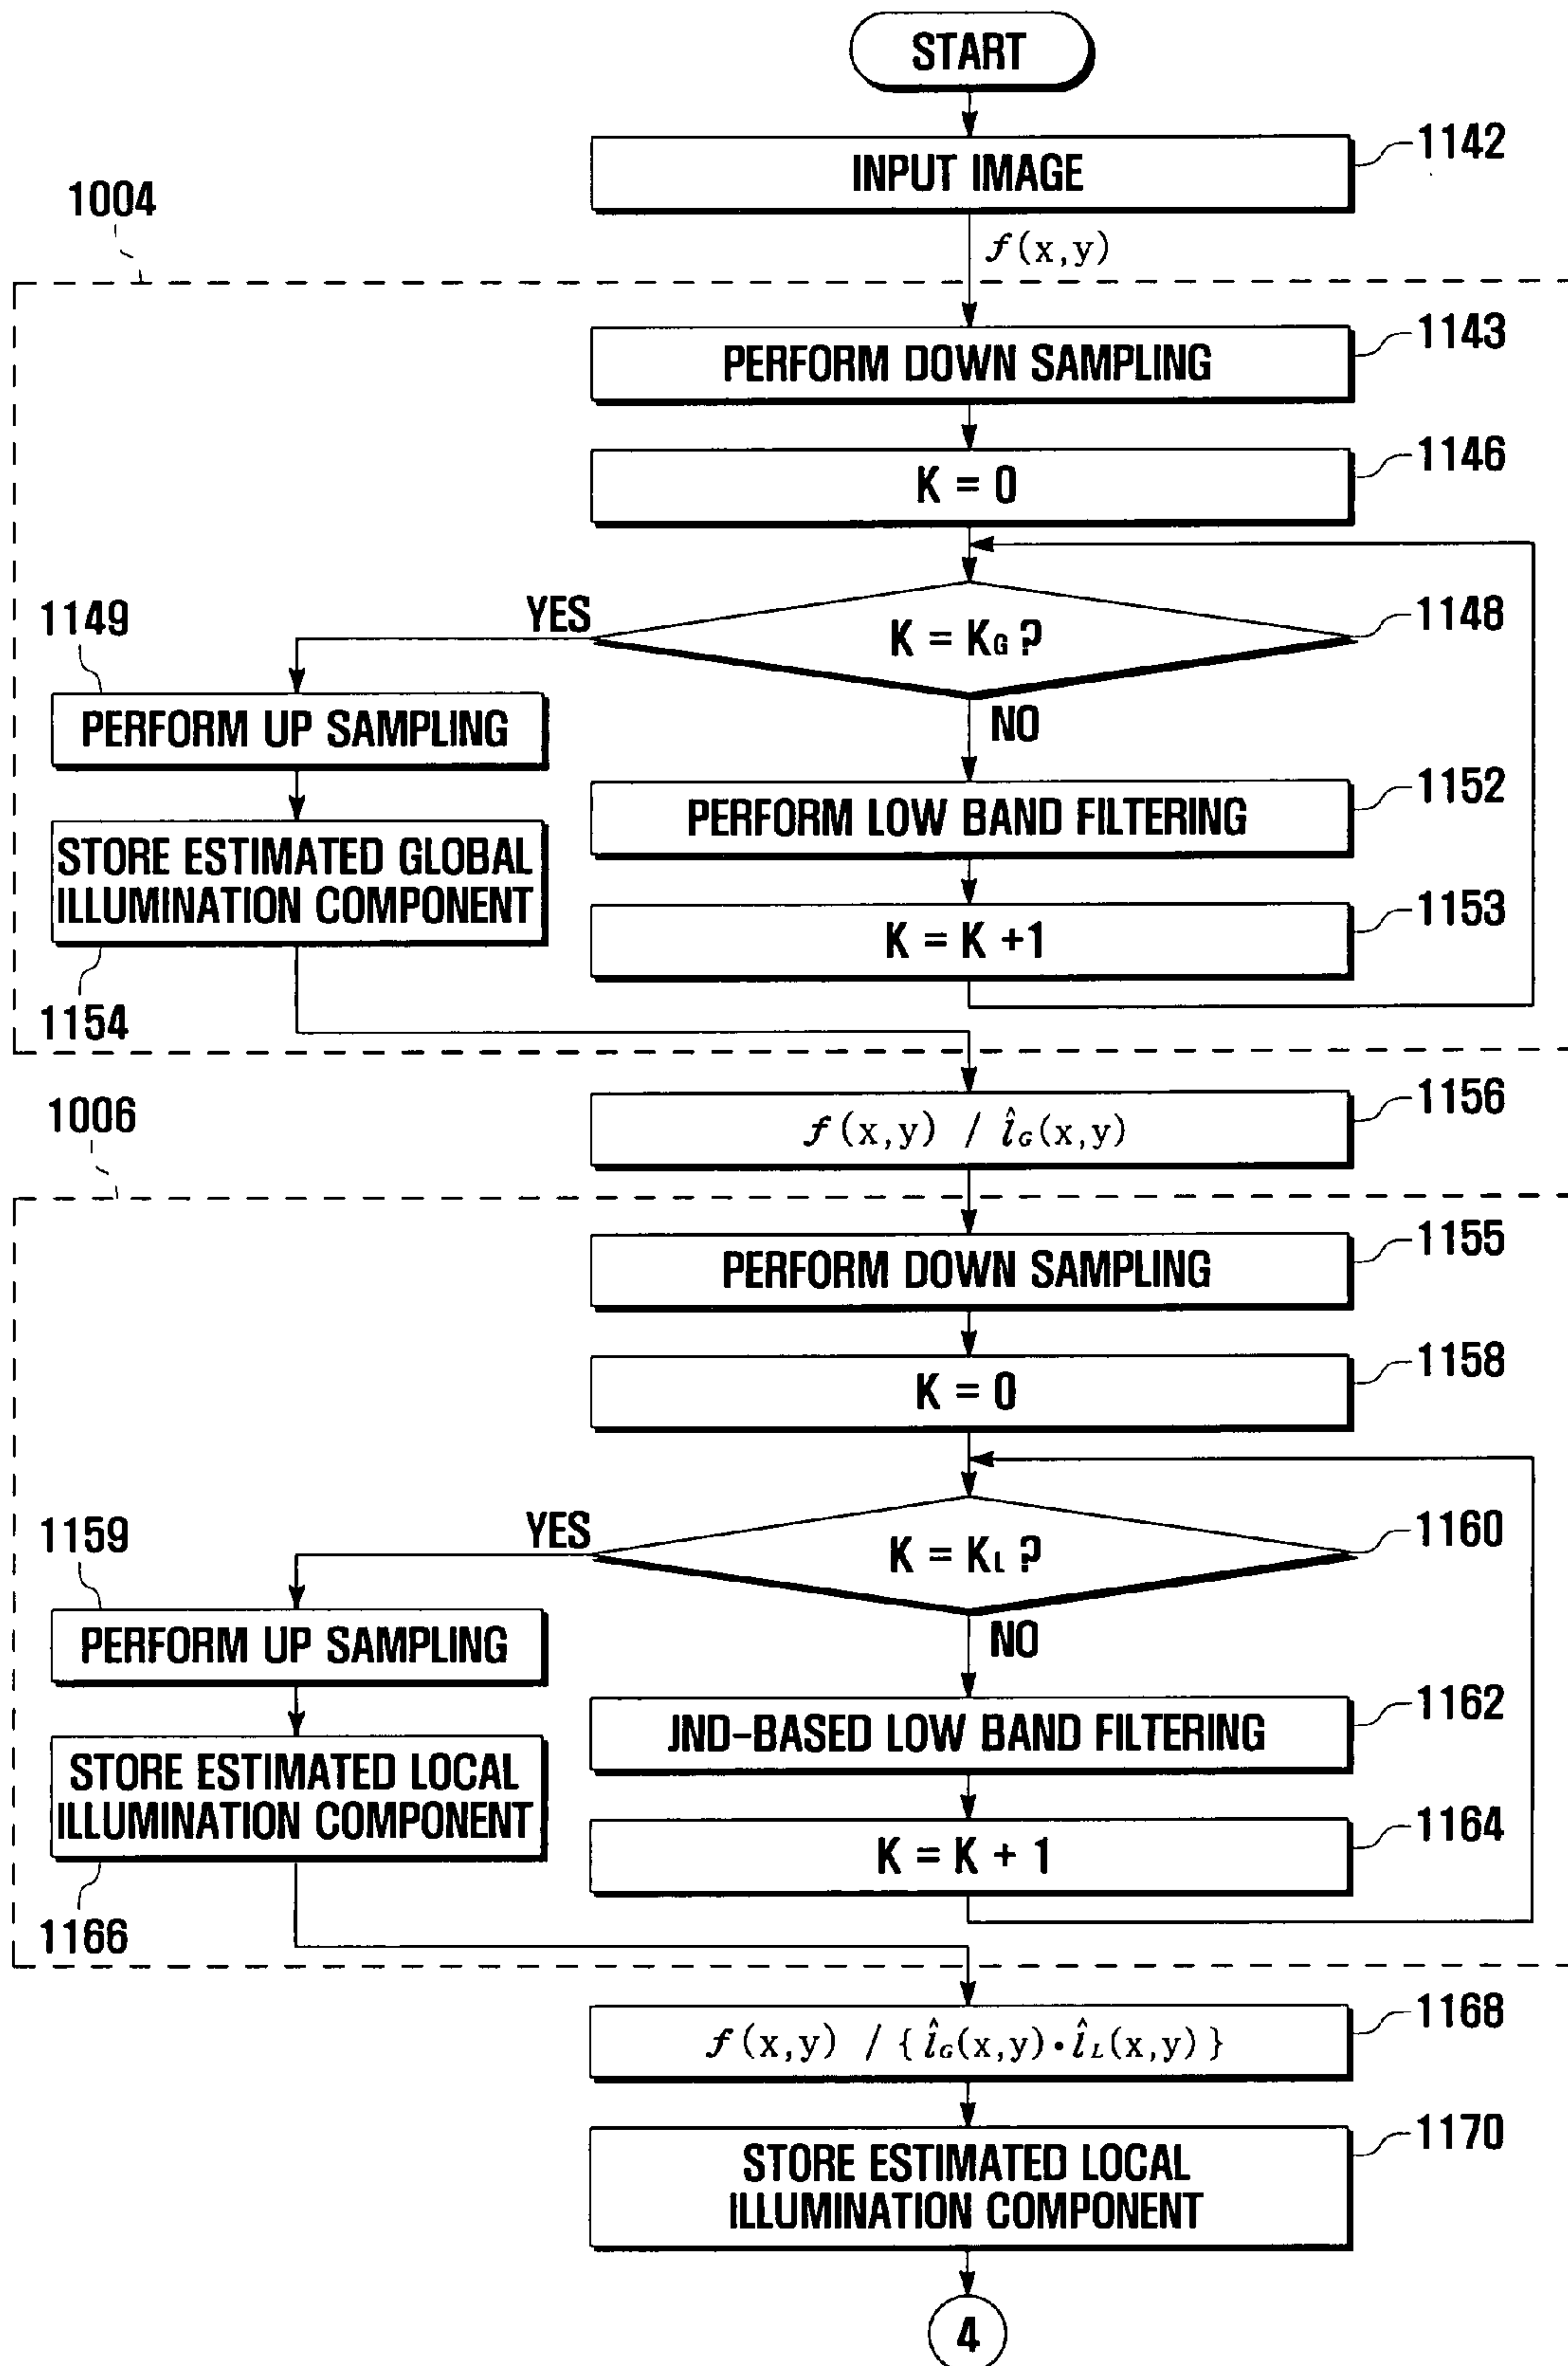 START
INPUT IMAGE
1142
1004
f(x,y)
PERFORM DOWN SAMPLING
1143
K = 0
1146
K = KG ?
1148
YES
NO
1149
PERFORM UP SAMPLING
PERFORM LOW BAND FILTERING
1152
STORE ESTIMATED GLOBAL
ILLUMINATION COMPONENT
K = K +1
1153
1154
f(x,y) / îG(x,y)
1156
1006
PERFORM DOWN SAMPLING
1155
K = 0
1158
K = KL ?
1160
YES
NO
1159
PERFORM UP SAMPLING
JND-BASED LOW BAND FILTERING
1162
STORE ESTIMATED LOCAL
ILLUMINATION COMPONENT
K = K + 1
1164
1166
f(x,y) / { îG(x,y)•îL(x,y) }
1168
STORE ESTIMATED LOCAL
ILLUMINATION COMPONENT
1170
4